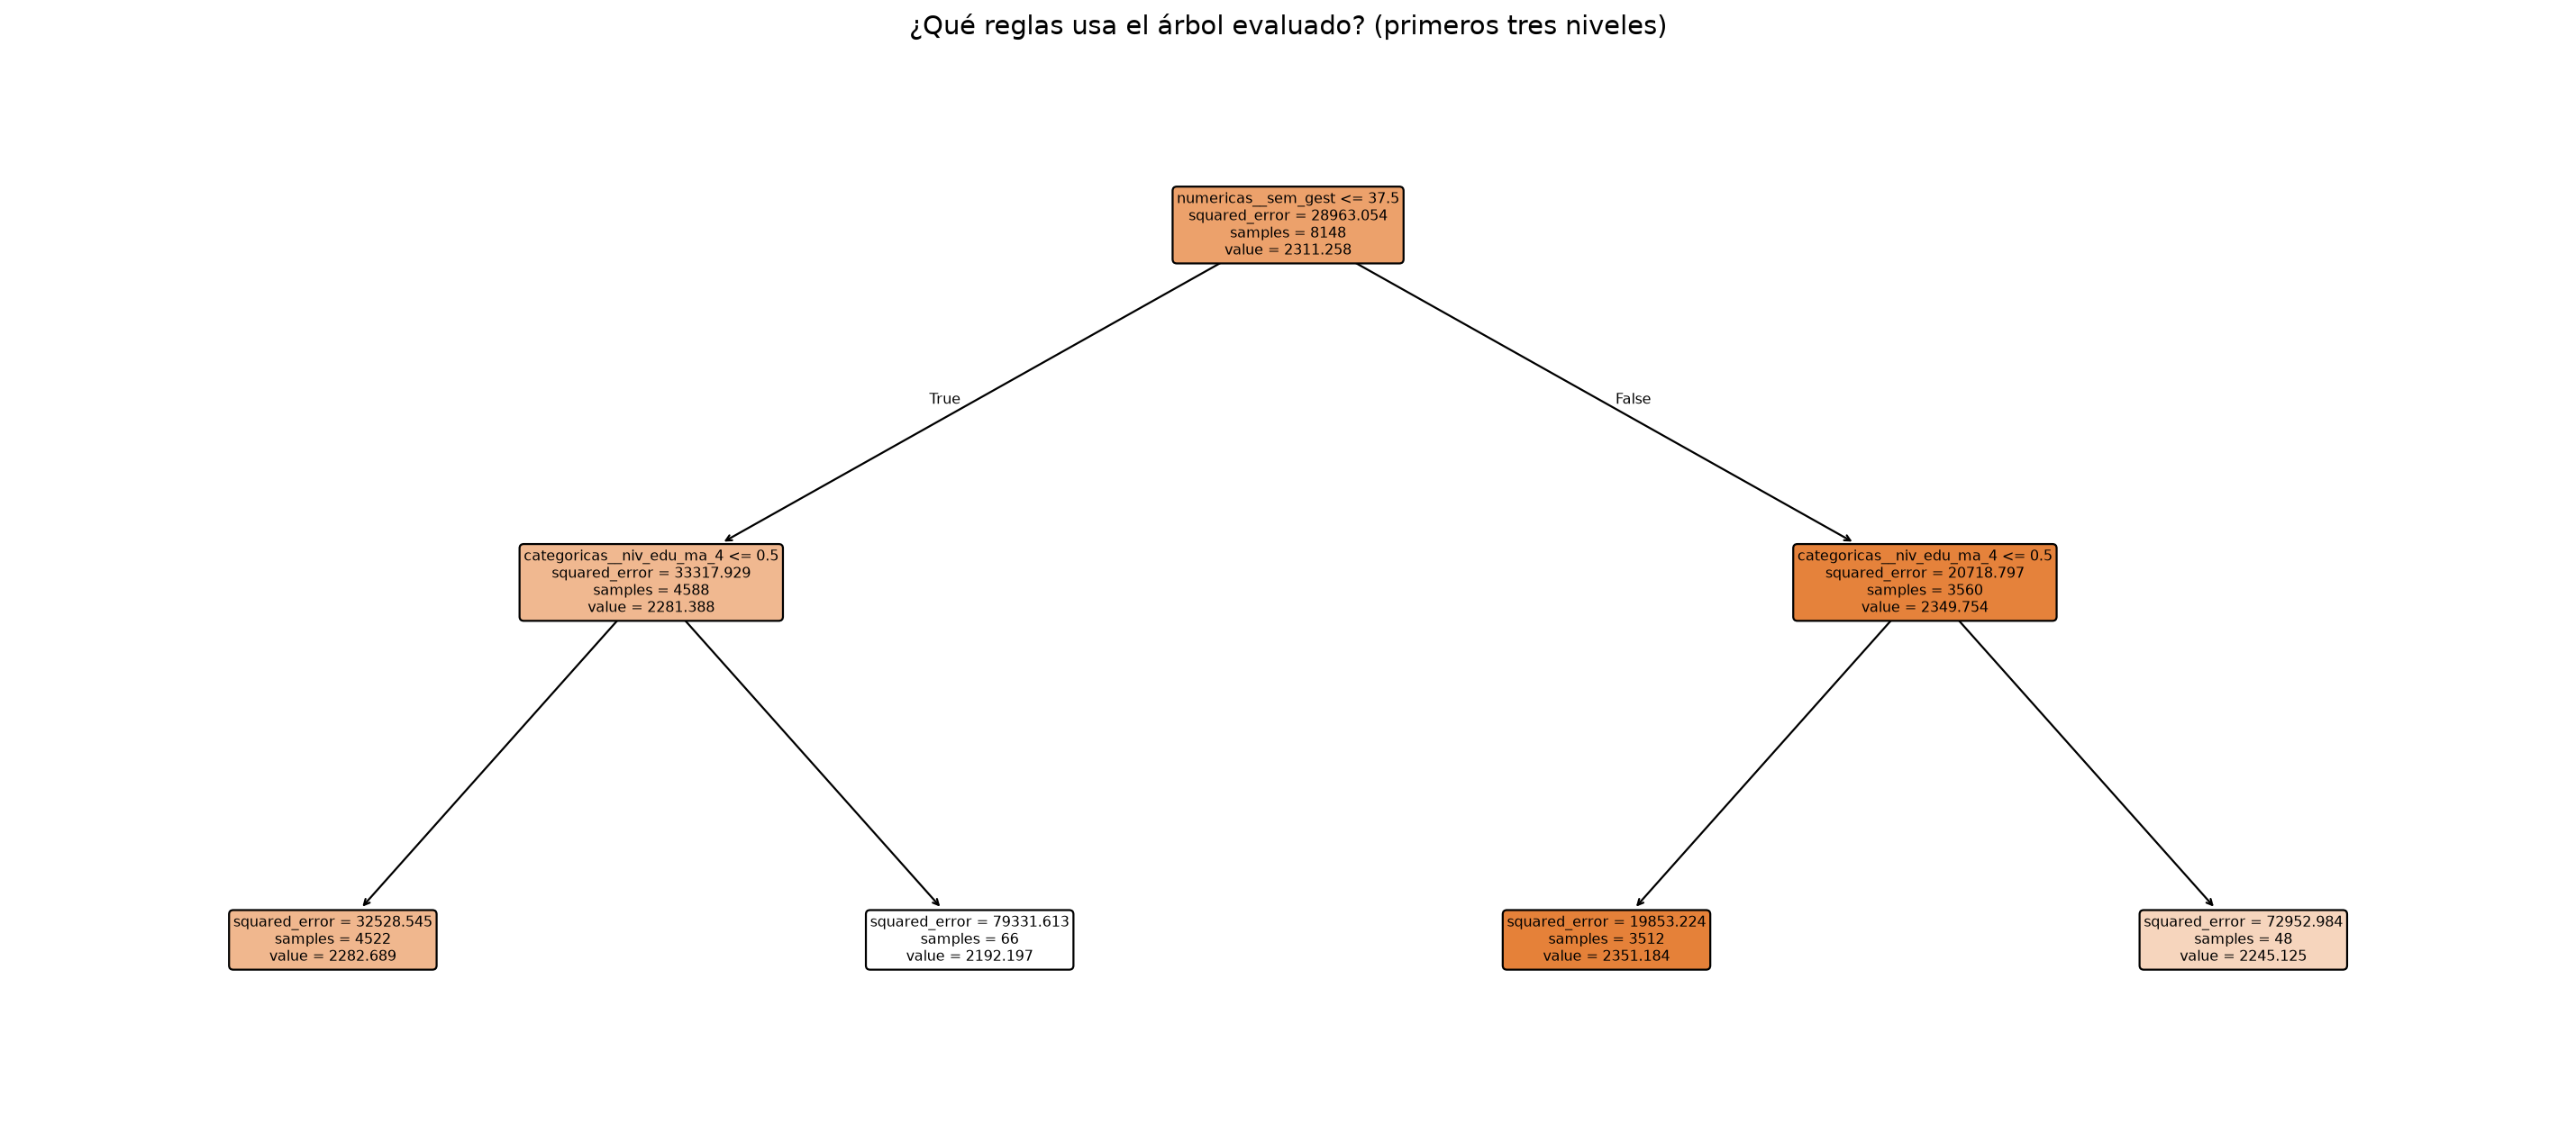 ¿Qué reglas usa el árbol evaluado? (primeros tres niveles)
numericas__sem_gest <= 37.5
squared_error = 28963.054
samples = 8148
value = 2311.258
True
False
categoricas__niv_edu_ma_4 <= 0.5
squared_error = 33317.929
samples = 4588
value = 2281.388
categoricas__niv_edu_ma_4 <= 0.5
squared_error = 20718.797
samples = 3560
value = 2349.754
squared_error = 32528.545
samples = 4522
value = 2282.689
squared_error = 79331.613
samples = 66
value = 2192.197
squared_error = 19853.224
samples = 3512
value = 2351.184
squared_error = 72952.984
samples = 48
value = 2245.125